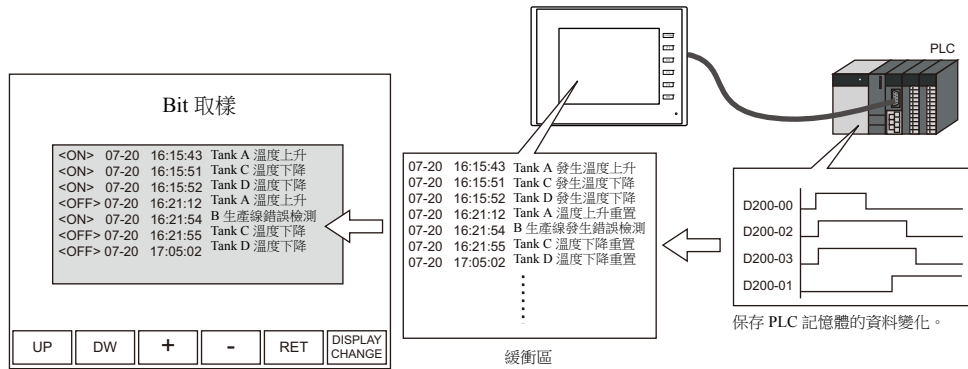 Bit 取樣
<ON> 07-20 16:15:43 Tank A 溫度上升
<ON> 07-20 16:15:51 Tank C 溫度下降
<ON> 07-20 16:15:52 Tank D 溫度下降
<OFF> 07-20 16:21:12 Tank A 溫度上升
<ON> 07-20 16:21:54 B 生產線錯誤檢測
<OFF> 07-20 16:21:55 Tank C 溫度下降
<OFF> 07-20 17:05:02 Tank D 溫度下降
UP DW + - RET DISPLAY CHANGE
07-20 16:15:43 Tank A 發生溫度上升
07-20 16:15:51 Tank C 發生溫度下降
07-20 16:15:52 Tank D 發生溫度下降
07-20 16:21:12 Tank A 溫度上升重置
07-20 16:21:54 B 生產線發生錯誤檢測
07-20 16:21:55 Tank C 溫度下降重置
07-20 17:05:02 Tank D 溫度下降重置
緩衝區
PLC
D200-00
D200-02
D200-03
D200-01
保存 PLC 記憶體的資料變化。